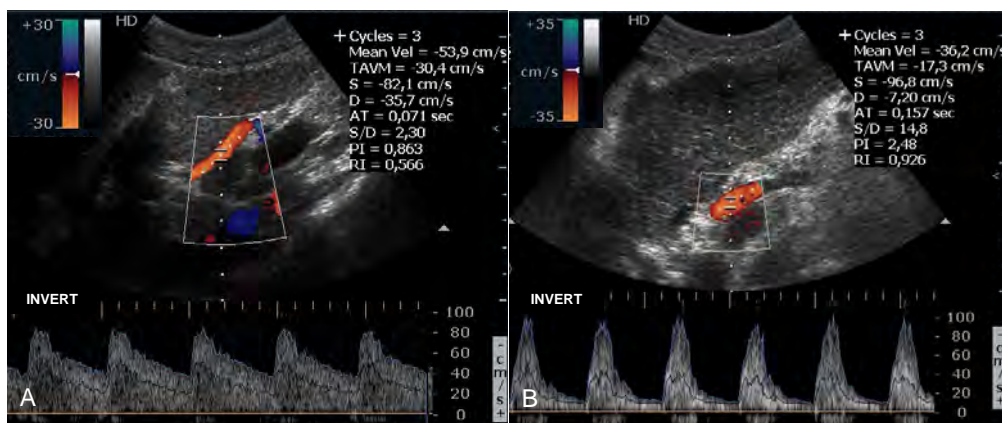 +30
cm/s
-30
HD
+ Cycles = 3
Mean Vel = -53,9 cm/s
TAVM = -30,4 cm/s
S = -82,1 cm/s
D = -35,7 cm/s
AT = 0,071 sec
S/D = 2,30
PI = 0,863
RI = 0,566
INVERT
100
80
60
40
20
0
- cm/s +
A
+35
cm/s
-35
HD
+ Cycles = 3
Mean Vel = -36,2 cm/s
TAVM = -17,3 cm/s
S = -96,8 cm/s
D = -7,20 cm/s
AT = 0,157 sec
S/D = 14,8
PI = 2,48
RI = 0,926
INVERT
100
80
60
40
20
0
- cm/s +
B